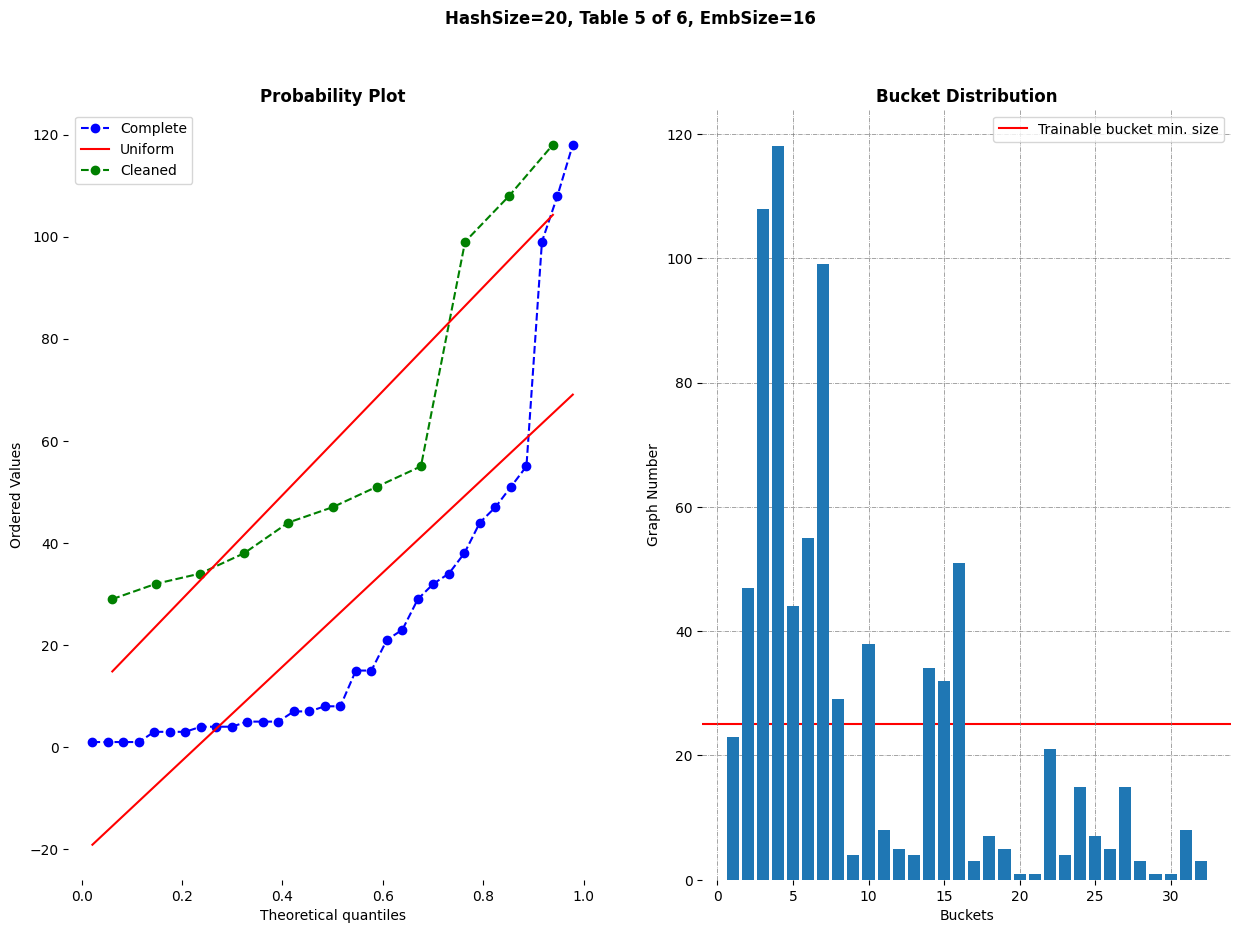 HashSize=20, Table 5 of 6, EmbSize=16
Probability Plot
Complete
Uniform
Cleaned
120
100
80
60
40
20
0
−20
Ordered Values
0.0 0.2 0.4 0.6 0.8 1.0
Theoretical quantiles
Bucket Distribution
Trainable bucket min. size
120
100
80
60
40
20
0
Graph Number
0 5 10 15 20 25 30
Buckets